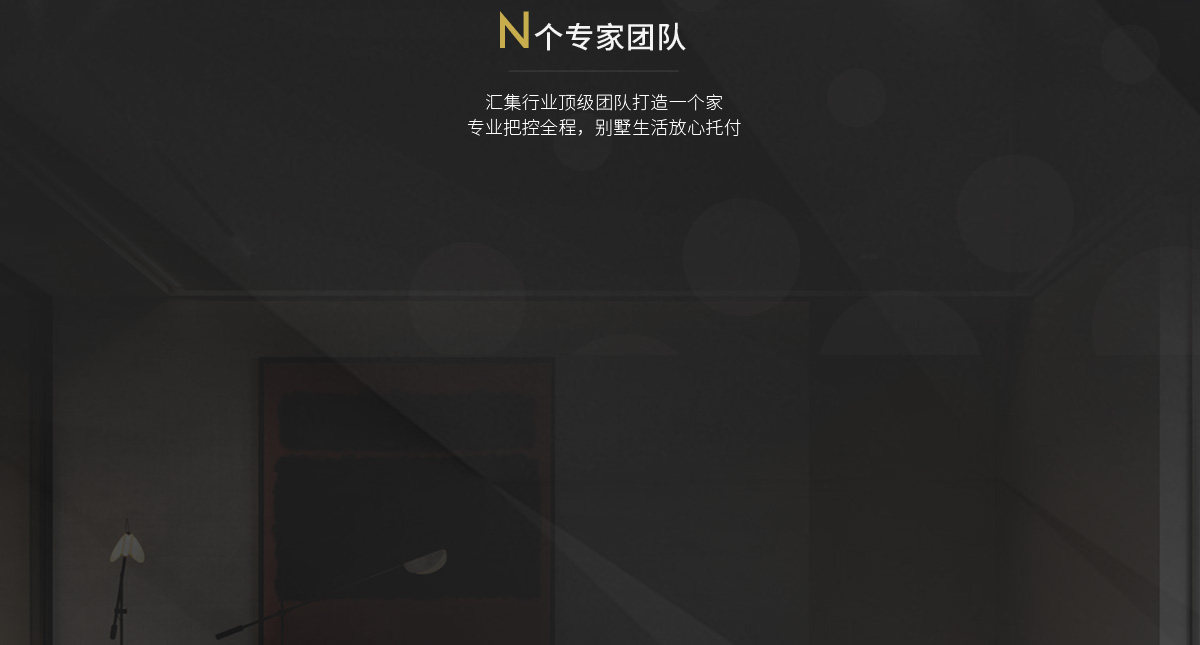 N个专家团队
汇集行业顶级团队打造一个家
专业把控全程，别墅生活放心托付